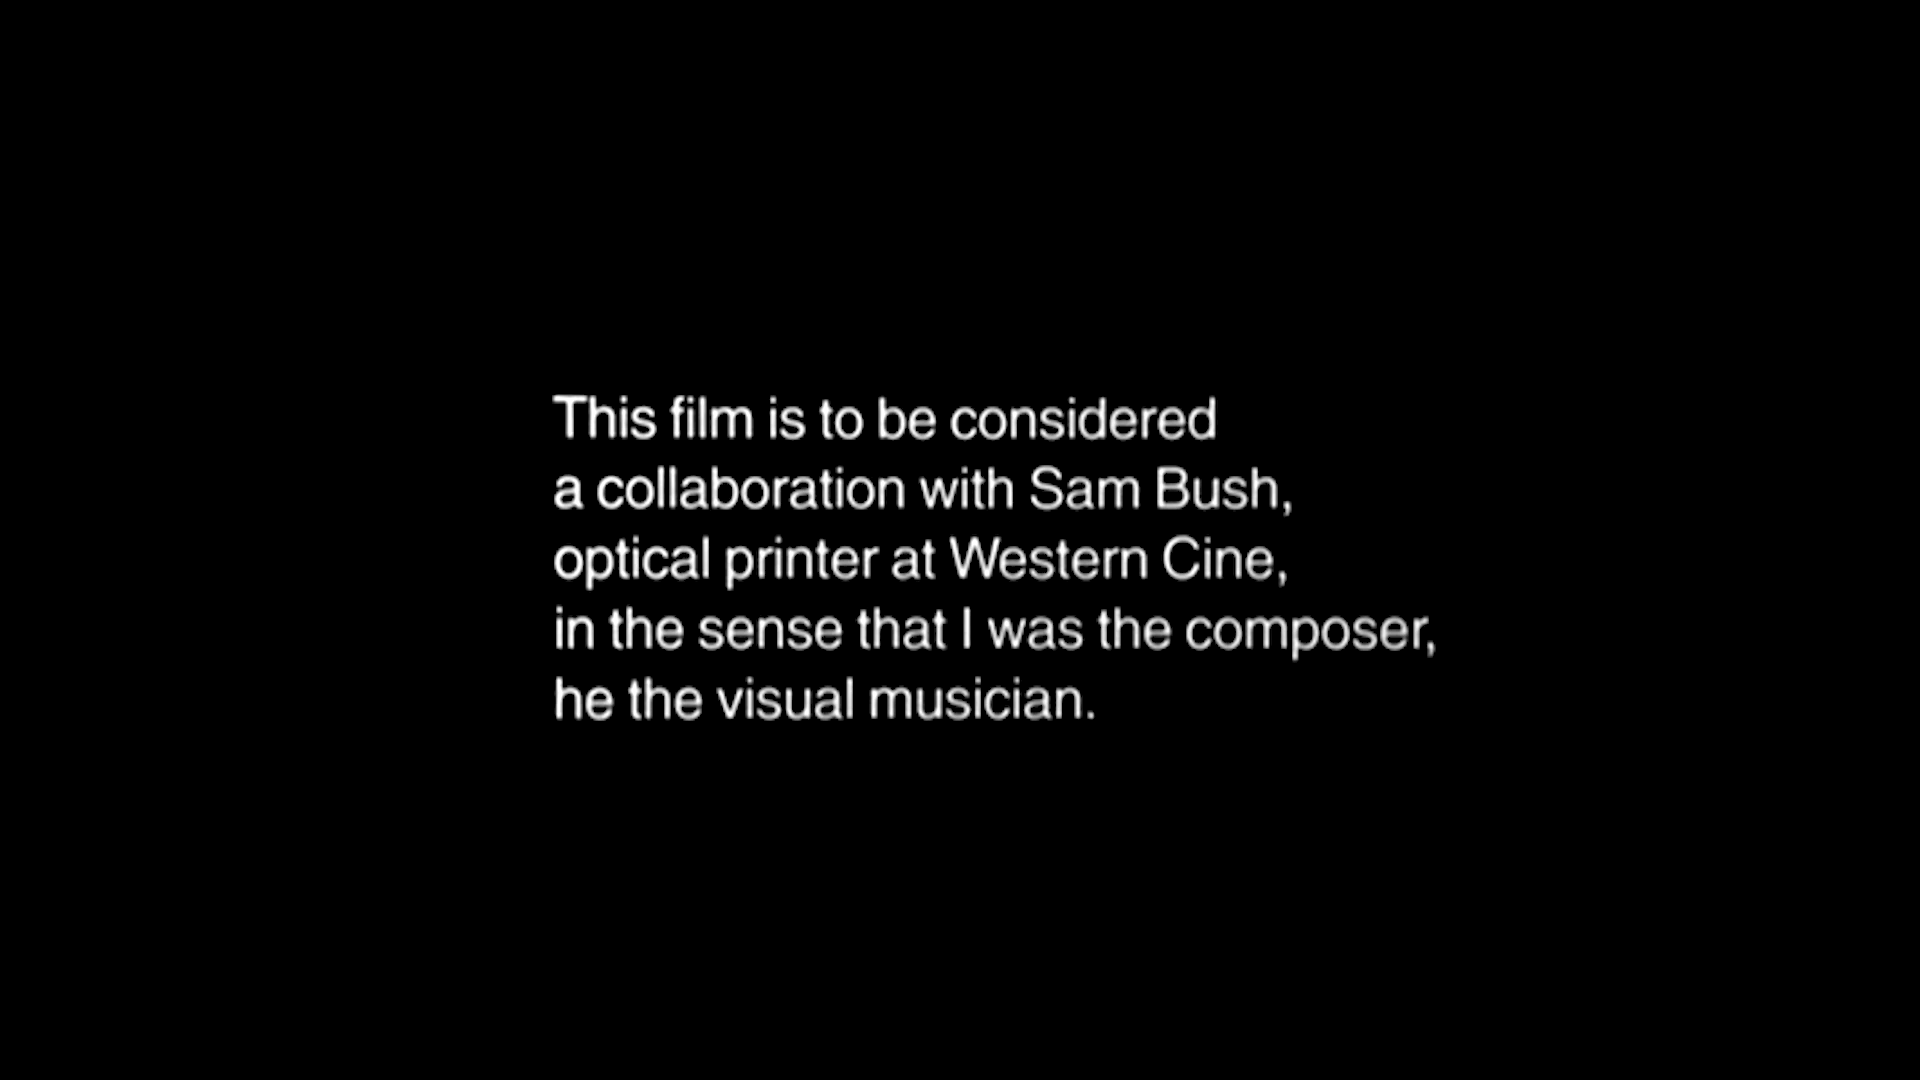 This film is to be considered
a collaboration with Sam Bush,
optical printer at Western Cine,
in the sense that I was the composer,
he the visual musician.